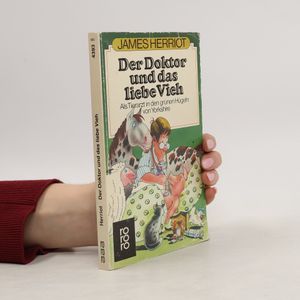 JAMES HERRIOT
Der Doktor
und das
liebe Vieh
Als Tierarzt in den grünen Hügeln
von Yorkshire
rororo
4393
Herriot Der Doktor und das liebe Vieh